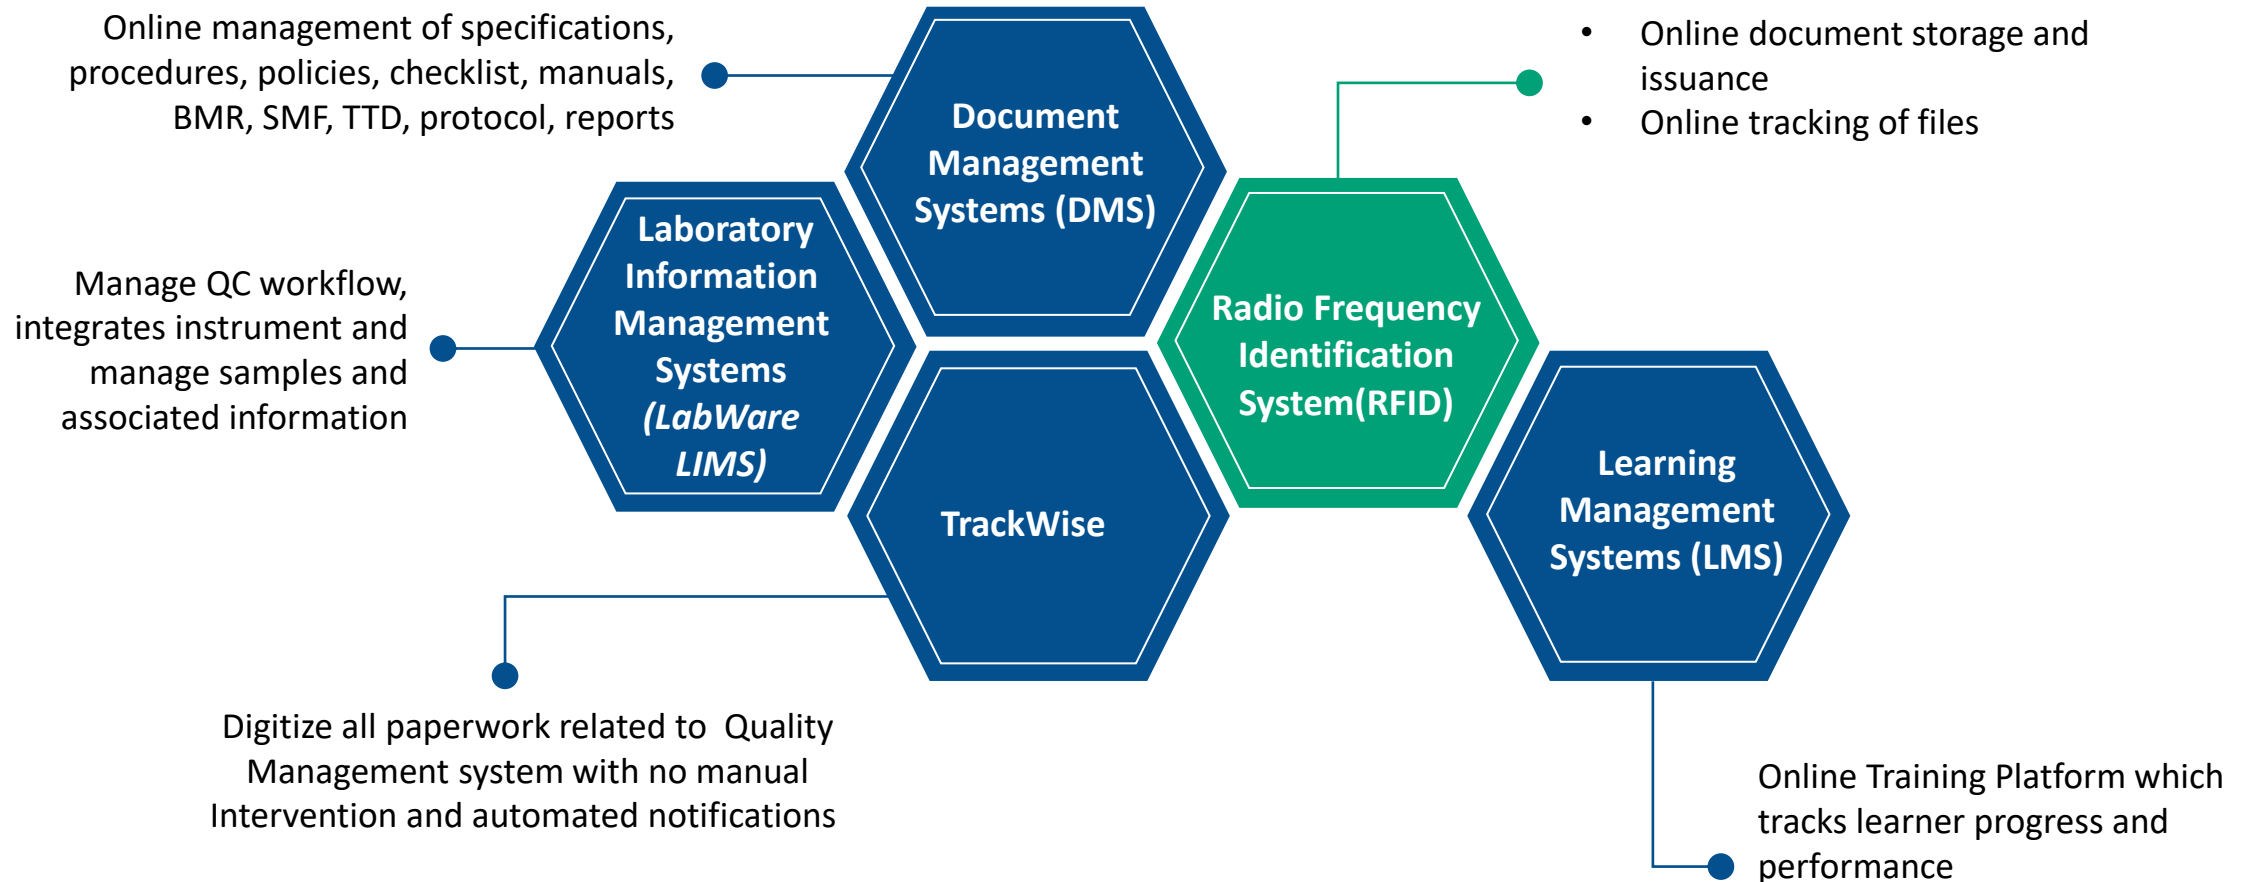 Online management of specifications,
procedures, policies, checklist, manuals,
BMR, SMF, TTD, protocol, reports
Document
Management
Systems (DMS)
• Online document storage and
issuance
• Online tracking of files
Laboratory
Information
Management
Systems
(LabWare
LIMS)
Manage QC workflow,
integrates instrument and
manage samples and
associated information
Radio Frequency
Identification
System(RFID)
TrackWise
Learning
Management
Systems (LMS)
Digitize all paperwork related to  Quality
Management system with no manual
Intervention and automated notifications
Online Training Platform which
tracks learner progress and
performance